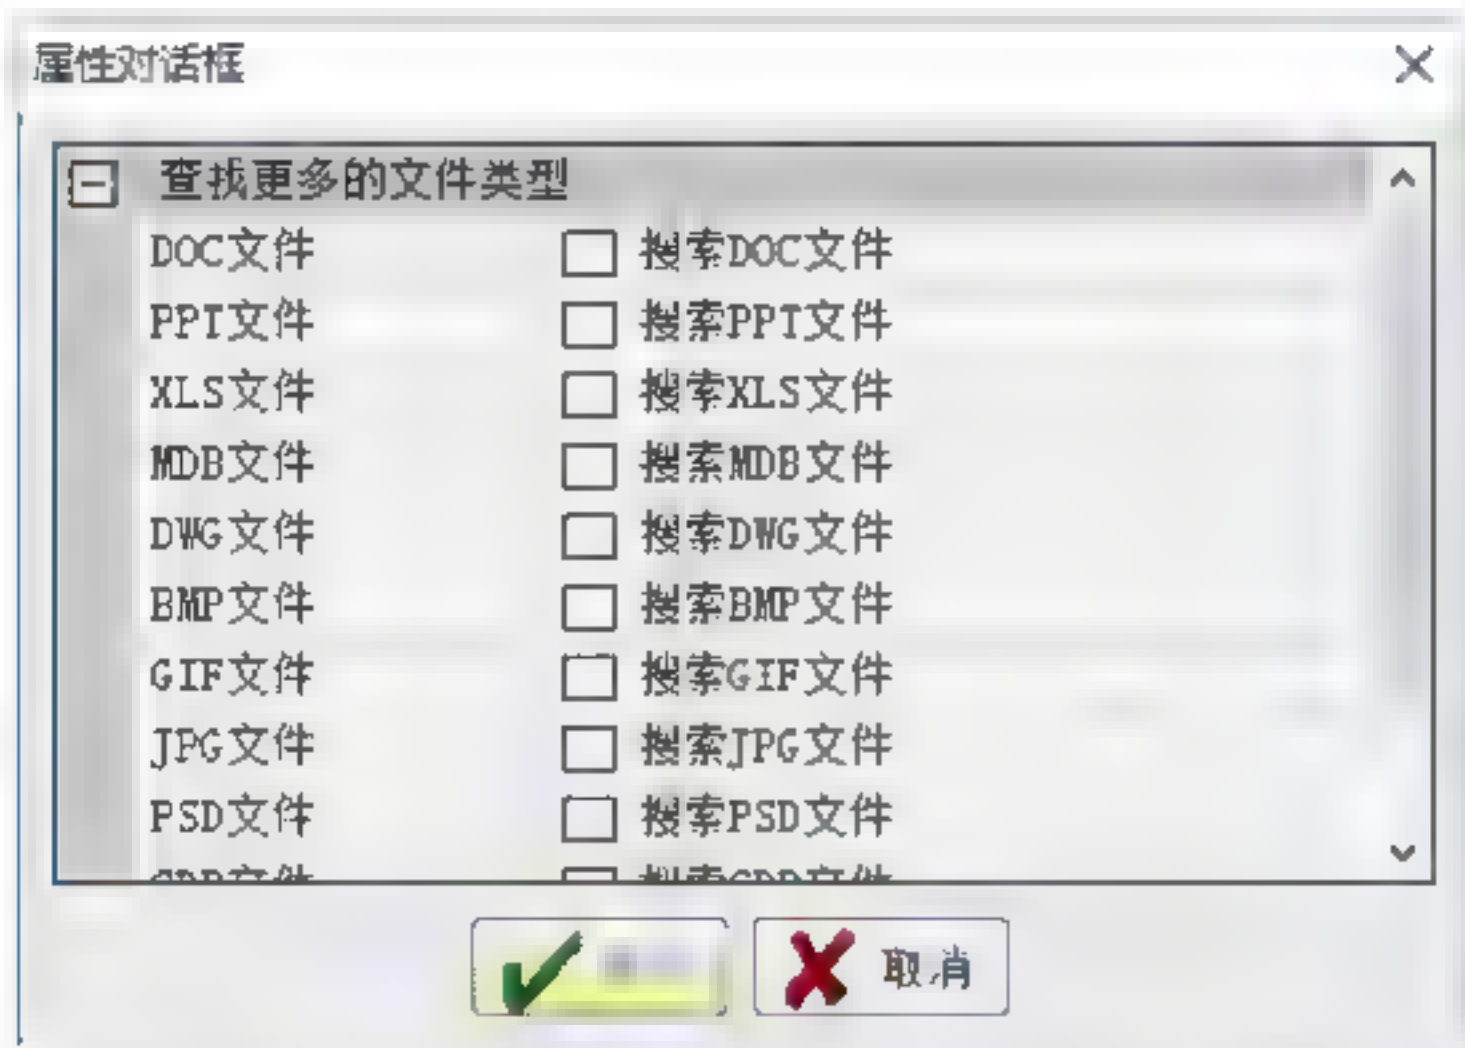 属性对话框
查找更多的文件类型
DOC文件 搜索DOC文件
PPT文件 搜索PPT文件
XLS文件 搜索XLS文件
MDB文件 搜索MDB文件
DWG文件 搜索DWG文件
BMP文件 搜索BMP文件
GIF文件 搜索GIF文件
JPG文件 搜索JPG文件
PSD文件 搜索PSD文件
取消